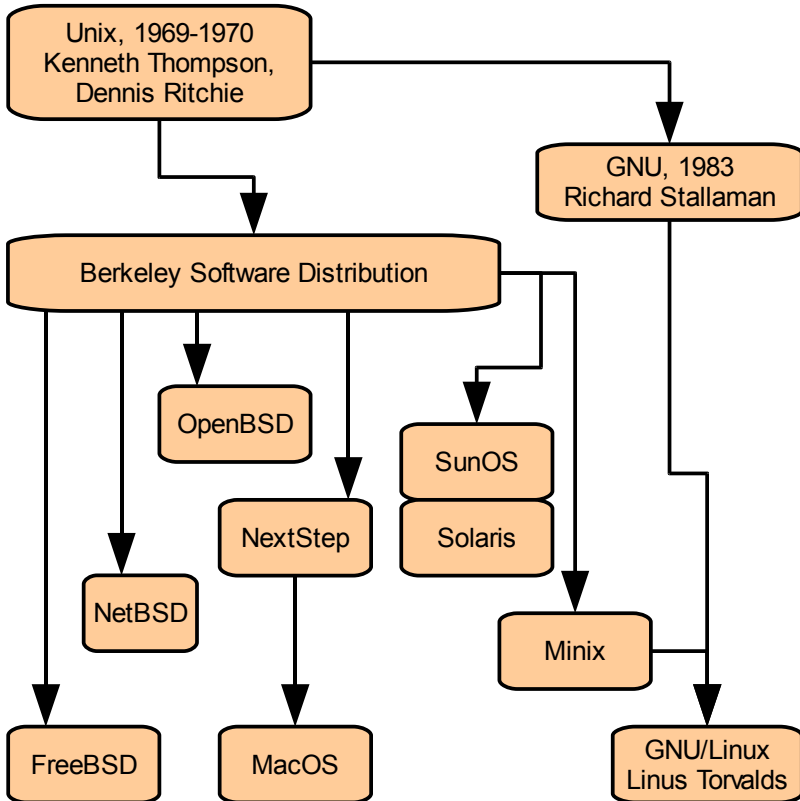 Unix, 1969-1970
Kenneth Thompson,
Dennis Ritchie
GNU, 1983
Richard Stallaman
Berkeley Software Distribution
OpenBSD
SunOS
Solaris
NextStep
NetBSD
Minix
FreeBSD
MacOS
GNU/Linux
Linus Torvalds